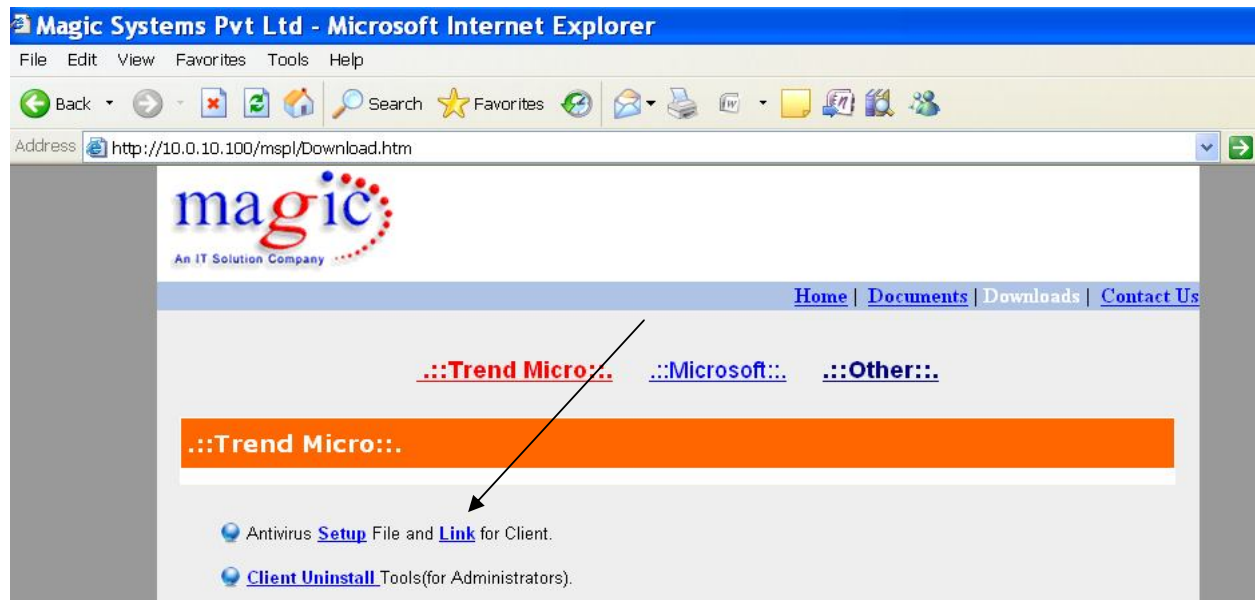 Magic Systems Pvt Ltd - Microsoft Internet Explorer
File Edit View Favorites Tools Help
Back Search Favorites
Address http://10.0.10.100/mspl/Download.htm
magic
An IT Solution Company
Home | Documents | Downloads | Contact Us
.::Trend Micro::. .::Microsoft::. .::Other::.
.::Trend Micro::.
Antivirus Setup File and Link for Client.
Client Uninstall Tools(for Administrators).